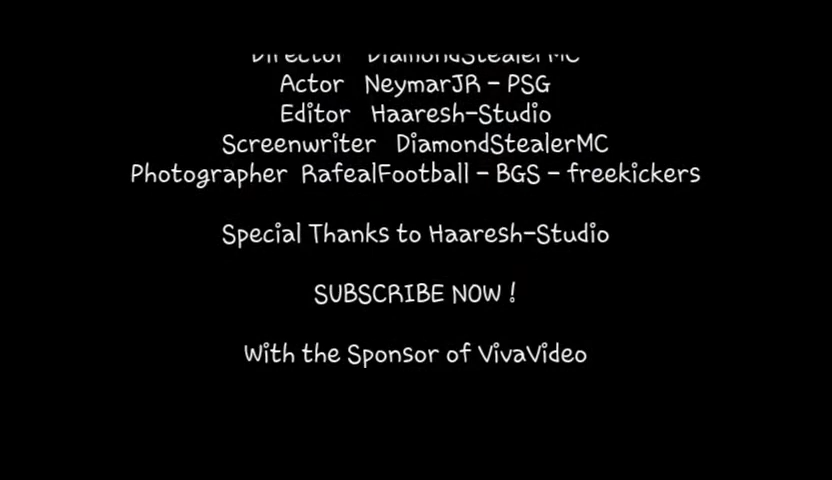 Director DiamondStealerMC
Actor NeymarJR - PSG
Editor Haaresh-Studio
Screenwriter DiamondStealerMC
Photographer RafealFootball - BGS - freekickers
Special Thanks to Haaresh-Studio
SUBSCRIBE NOW !
With the Sponsor of VivaVideo